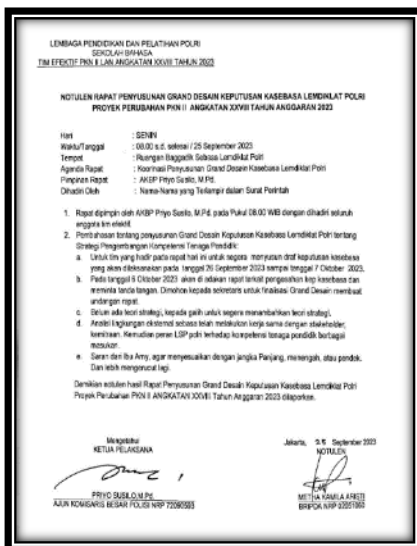 LEMBAGA PENDIDIKAN DAN PELATIHAN POLRI
SEKOLAH BAHASA
TIM EFEKTIF PKN II LAN ANGKATAN XXVIII TAHUN 2023
NOTULEN RAPAT PENYUSUNAN GRAND DESAIN KEPUTUSAN KASEBASA LEMDIKLAT POLRI
PROYEK PERUBAHAN PKN II ANGKATAN XXVIII TAHUN ANGGARAN 2023
Hari : SENIN
Waktu/Tanggal : 08.00 s.d. selesai / 25 September 2023
Tempat : Ruangan Baggadik Sebasa Lemdiklat Polri
Agenda Rapat : Koorinasi Penyusunan Grand Desain Keputusan Kasebasa Lemdiklat Polri
Pimpinan Rapat : AKBP Priyo Susilo, M.Pd.
Dihadiri Oleh : Nama-Nama yang Terlampir dalam Surat Perintah
1. Rapat dipimpin oleh AKBP Priyo Susilo, M.Pd. pada Pukul 08.00 WIB dengan dihadiri seluruh
anggota tim efektif.
2. Pembahasan tentang penyusunan Grand Desain Keputusan Kasebasa Lemdiklat Polri tentang
Strategi Pengembangan Kompetensi Tenaga Pendidik:
a. Untuk tim yang hadir pada rapat hari ini untuk segera menyusun draf keputusan kasebasa
yang akan dilaksanakan pada tanggal 26 September 2023 sampai tanggal 7 Oktober 2023.
b. Pada tanggal 6 Oktober 2023 akan di adakan rapat terkait pengesahan kep kasebasa dan
meminta tanda tangan. Dimohon kepada sekretaris untuk finalisasi Grand Desain membuat
undangan rapat.
c. Belum ada teori strategi, kepada galih untuk segera menambahkan teori strategi.
d. Analisi lingkungan eksternal sebasa telah melakukan kerja sama dengan stakeholder,
kemitraan. Kemudian peran LSP polri terhadap kompetensi tenaga pendidik berbagai
masukan.
e. Saran dari Ibu Amy, agar menyesuaikan dengan jangka Panjang, menengah, atau pendek.
Dan lebih mengerucut lagi.
Demikian notulen hasil Rapat Penyusunan Grand Desain Keputusan Kasebasa Lemdiklat Polri
Proyek Perubahan PKN II ANGKATAN XXVIII Tahun Anggaran 2023 dilaporkan.
Mengetahui
KETUA PELAKSANA
PRIYO SUSILO,M.Pd.
AJUN KOMISARIS BESAR POLISI NRP 72080593
Jakarta, 25 September 2023
NOTULEN
METHA KAMILA ARISTI
BRIPDA NRP